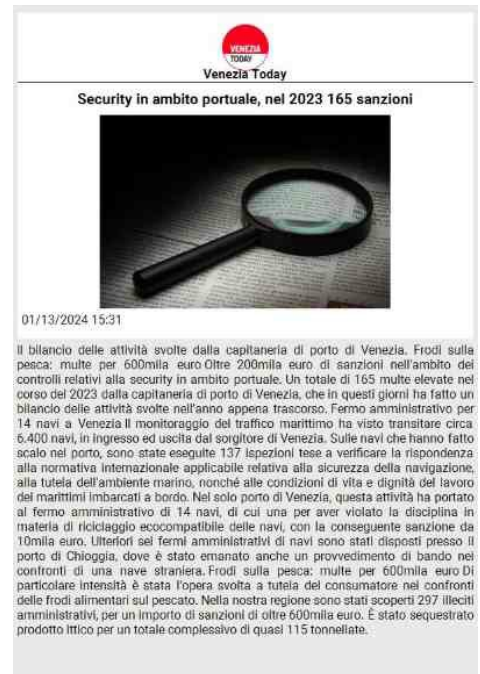 VENEZIA
TODAY
Venezia Today
Security in ambito portuale, nel 2023 165 sanzioni
01/13/2024 15:31
Il bilancio delle attività svolte dalla capitaneria di porto di Venezia. Frodi sulla
pesca: multe per 600mila euro Oltre 200mila euro di sanzioni nell'ambito dei
controlli relativi alla security in ambito portuale. Un totale di 165 multe elevate nel
corso del 2023 dalla capitaneria di porto di Venezia, che in questi giorni ha fatto un
bilancio delle attività svolte nell'anno appena trascorso. Fermo amministrativo per
14 navi a Venezia Il monitoraggio del traffico marittimo ha visto transitare circa
6.400 navi, in ingresso ed uscita dal sorgitore di Venezia. Sulle navi che hanno fatto
scalo nel porto, sono state eseguite 137 ispezioni tese a verificare la rispondenza
alla normativa internazionale applicabile relativa alla sicurezza della navigazione,
alla tutela dell'ambiente marino, nonché alle condizioni di vita e dignità del lavoro
dei marittimi imbarcati a bordo. Nel solo porto di Venezia, questa attività ha portato
al fermo amministrativo di 14 navi, di cui una per aver violato la disciplina in
materia di riciclaggio ecocompatibile delle navi, con la conseguente sanzione da
10mila euro. Ulteriori sei fermi amministrativi di navi sono stati disposti presso il
porto di Chioggia, dove è stato emanato anche un provvedimento di bando nei
confronti di una nave straniera. Frodi sulla pesca: multe per 600mila euro Di
particolare intensità è stata l'opera svolta a tutela del consumatore nei confronti
delle frodi alimentari sul pescato. Nella nostra regione sono stati scoperti 297 illeciti
amministrativi, per un importo di sanzioni di oltre 600mila euro. È stato sequestrato
prodotto ittico per un totale complessivo di quasi 115 tonnellate.